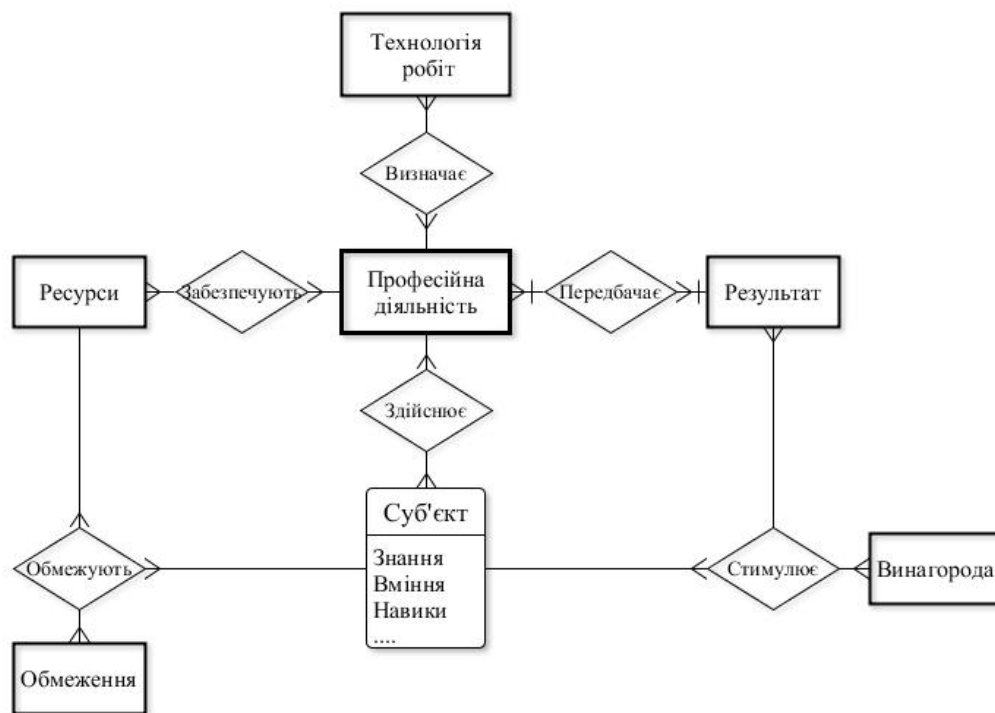 Технологія
робіт
Визначає
Ресурси
Забезпечують
Професійна
діяльність
Передбачає
Результат
Здійснює
Суб'єкт
Знання
Вміння
Навики
....
Обмежують
Стимулює
Винагорода
Обмеження